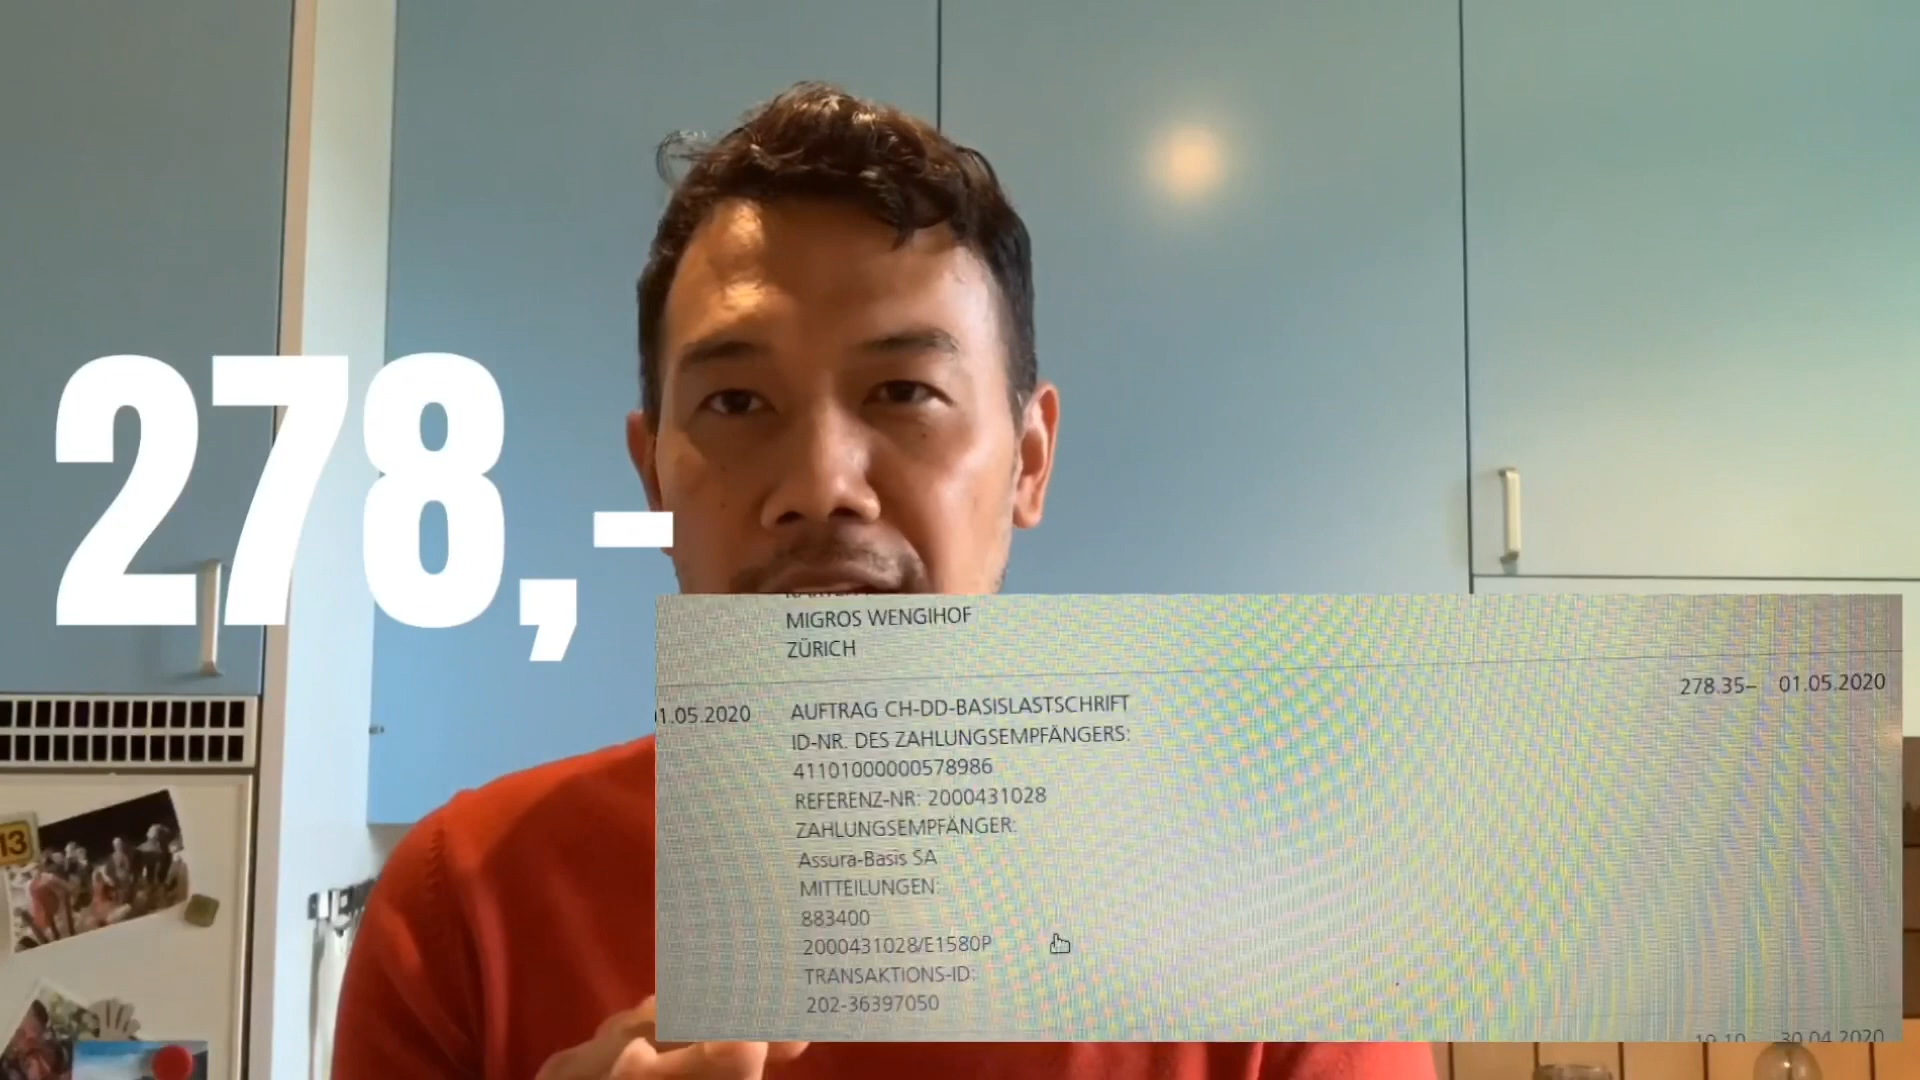 278,-
13
MIGROS WENGIHOF
ZÜRICH
1.05.2020 AUFTRAG CH-DD-BASISLASTSCHRIFT 278.35– 01.05.2020
ID-NR. DES ZAHLUNGSEMPFÄNGERS:
41101000000578986
REFERENZ-NR: 2000431028
ZAHLUNGSEMPFÄNGER:
Assura-Basis SA
MITTEILUNGEN:
883400
2000431028/E1580P
TRANSAKTIONS-ID:
202-36397050
30.04.2020